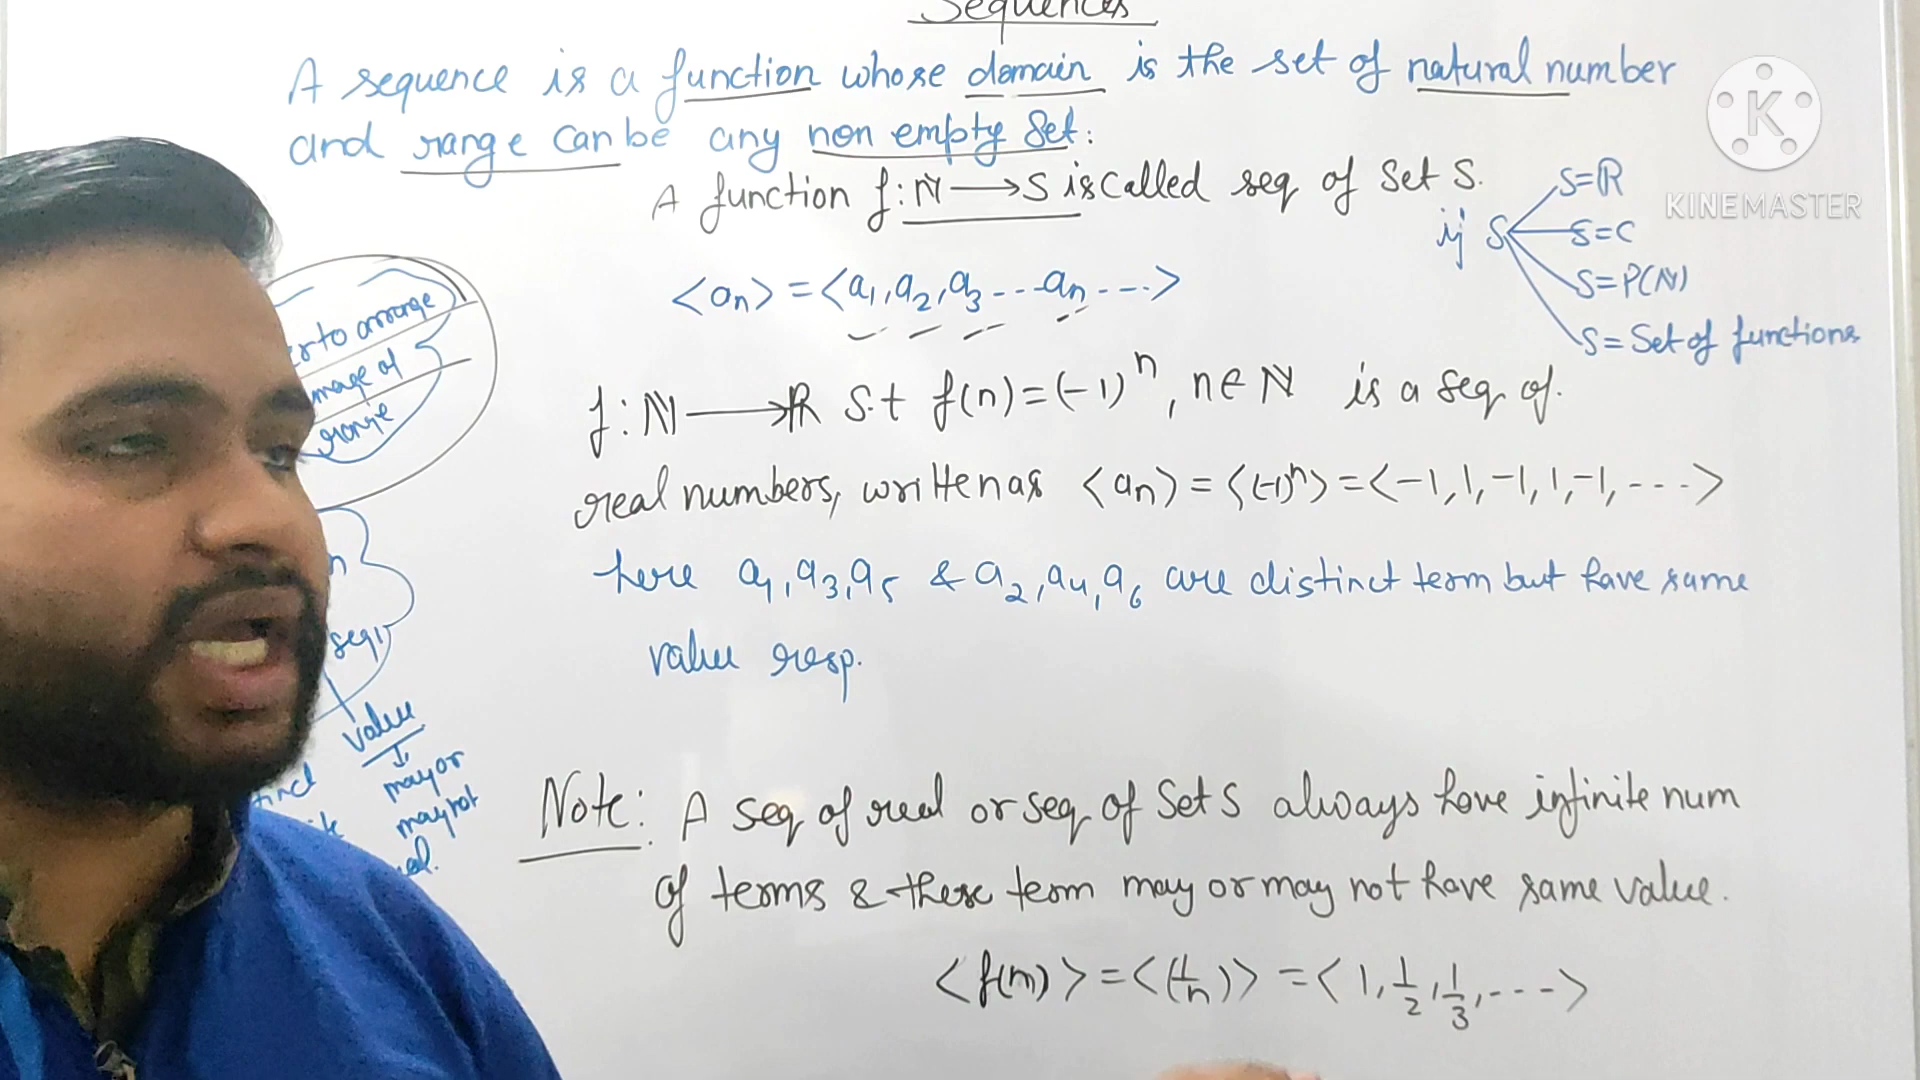 Sequences
A sequence is a function whose domain is the set of natural number
and range can be any non empty set:
A function f: ℕ ⟶ S is called seq of set S.
if S
S=ℝ
S=C
S=P(ℕ)
S=Set of functions
<aₙ> = <a₁, a₂, a₃ - - - aₙ - - - >
f: ℕ ⟶ ℝ s.t f(n)=(-1)ⁿ, n∈ℕ is a seq of.
real numbers, written as <aₙ> = <(-1)ⁿ> = <-1, 1, -1, 1, -1, - - - >
here a₁, a₃, a₅ & a₂, a₄, a₆ are distinct term but have same
value resp.
Note: A seq of real or seq of set S always have infinite num
of terms & these term may or may not have same value.
<f(n)> = <(1/n)> = <1, 1/2, 1/3, - - - >
to arrange
of
range
seq
value
may or
may not
K
KINEMASTER